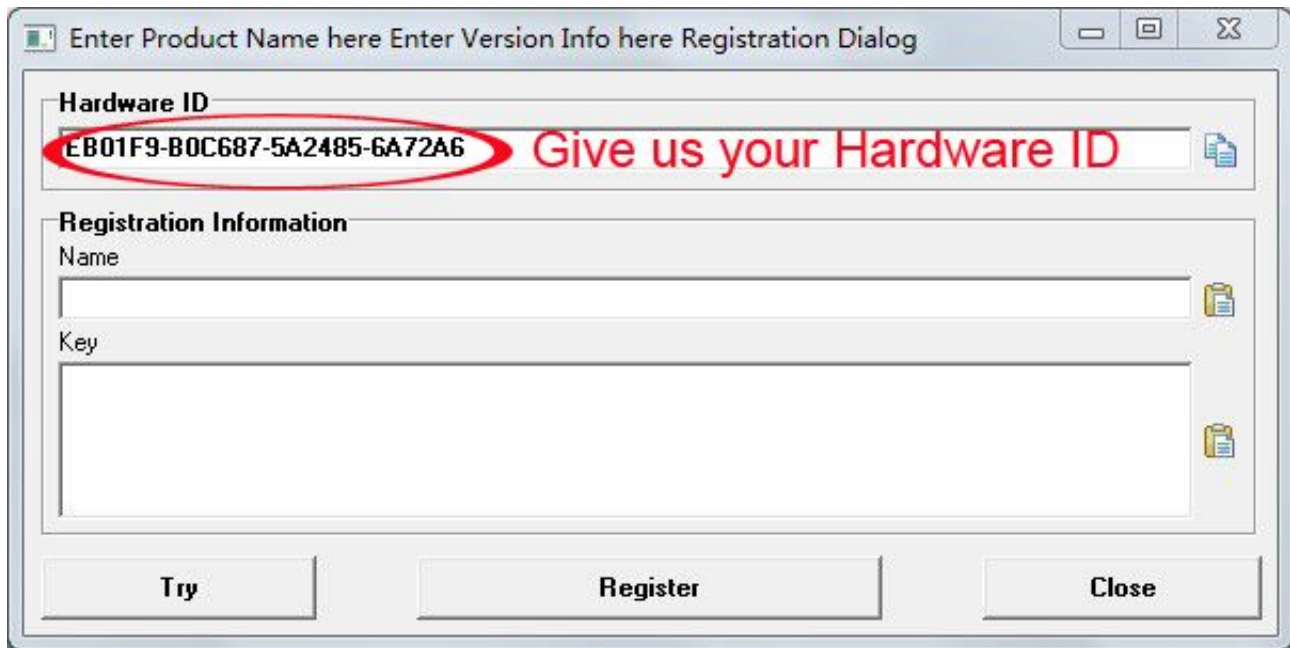 Enter Product Name here Enter Version Info here Registration Dialog
Hardware ID
EB01F9-B0C687-5A2485-6A72A6 Give us your Hardware ID
Registration Information
Name
Key
Try Register Close